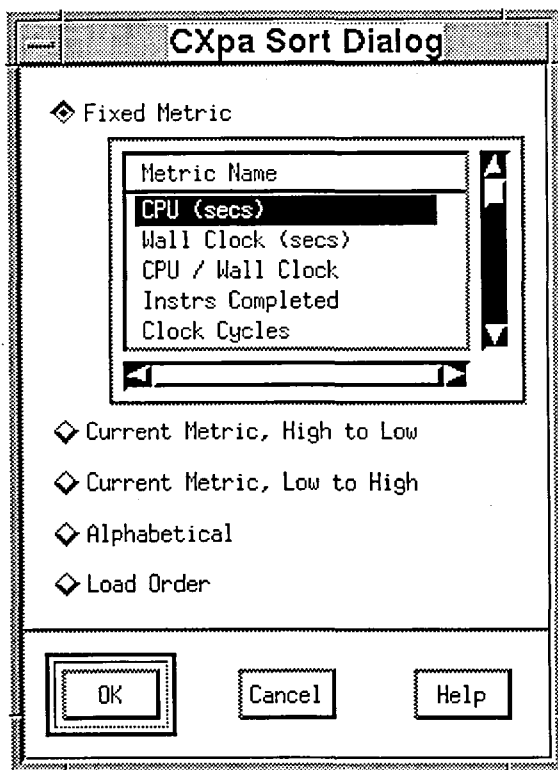 CXpa Sort Dialog
Fixed Metric
Metric Name
CPU (secs)
Wall Clock (secs)
CPU / Wall Clock
Instrs Completed
Clock Cycles
Current Metric, High to Low
Current Metric, Low to High
Alphabetical
Load Order
OK Cancel Help